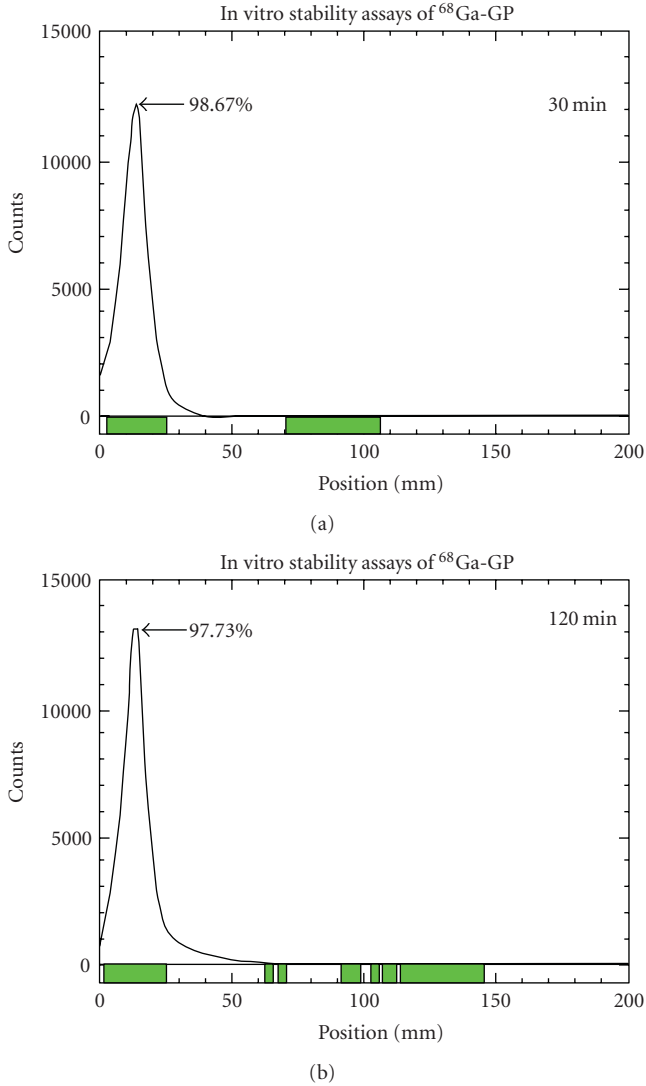 In vitro stability assays of ⁶⁸Ga-GP
15000
98.67%
30 min
10000
Counts
5000
0
0 50 100 150 200
Position (mm)
(a)
In vitro stability assays of ⁶⁸Ga-GP
15000
120 min
97.73%
10000
Counts
5000
0
0 50 100 150 200
Position (mm)
(b)